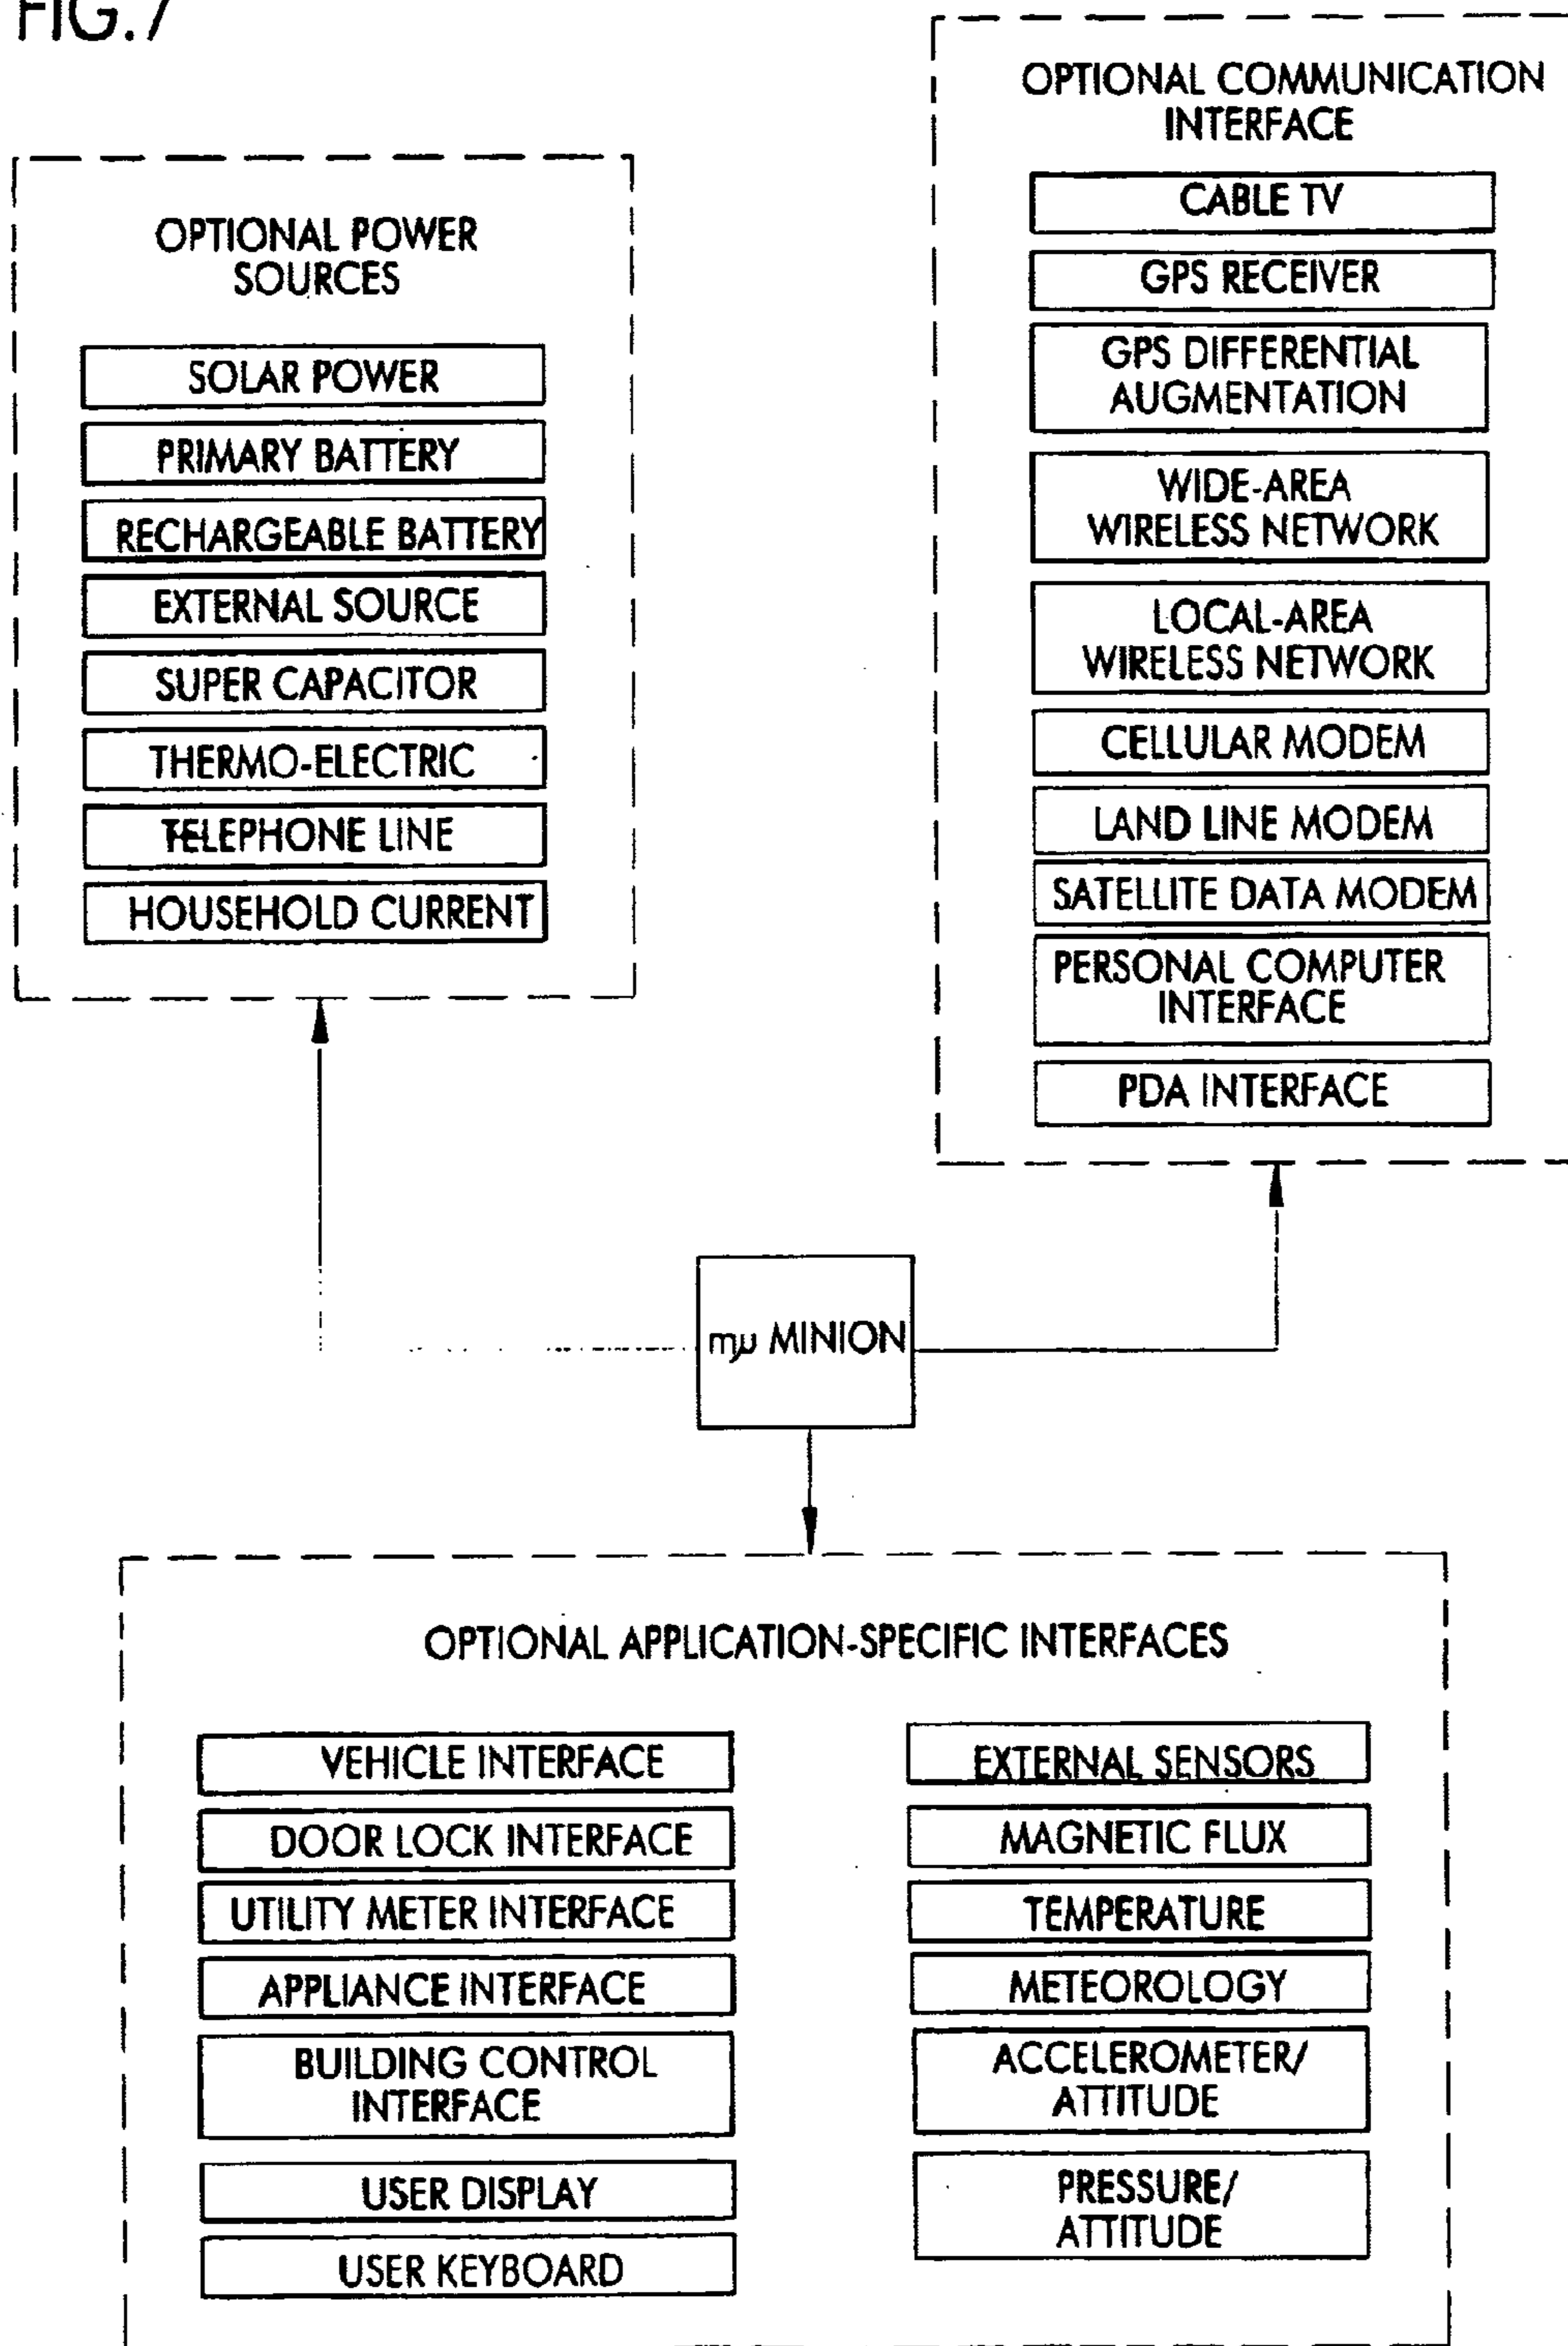 FIG.7
OPTIONAL POWER
SOURCES
SOLAR POWER
PRIMARY BATTERY
RECHARGEABLE BATTERY
EXTERNAL SOURCE
SUPER CAPACITOR
THERMO-ELECTRIC
TELEPHONE LINE
HOUSEHOLD CURRENT
OPTIONAL COMMUNICATION
INTERFACE
CABLE TV
GPS RECEIVER
GPS DIFFERENTIAL
AUGMENTATION
WIDE-AREA
WIRELESS NETWORK
LOCAL-AREA
WIRELESS NETWORK
CELLULAR MODEM
LAND LINE MODEM
SATELLITE DATA MODEM
PERSONAL COMPUTER
INTERFACE
PDA INTERFACE
mμ MINION
OPTIONAL APPLICATION-SPECIFIC INTERFACES
VEHICLE INTERFACE
DOOR LOCK INTERFACE
UTILITY METER INTERFACE
APPLIANCE INTERFACE
BUILDING CONTROL
INTERFACE
USER DISPLAY
USER KEYBOARD
EXTERNAL SENSORS
MAGNETIC FLUX
TEMPERATURE
METEOROLOGY
ACCELEROMETER/
ATTITUDE
PRESSURE/
ATTITUDE